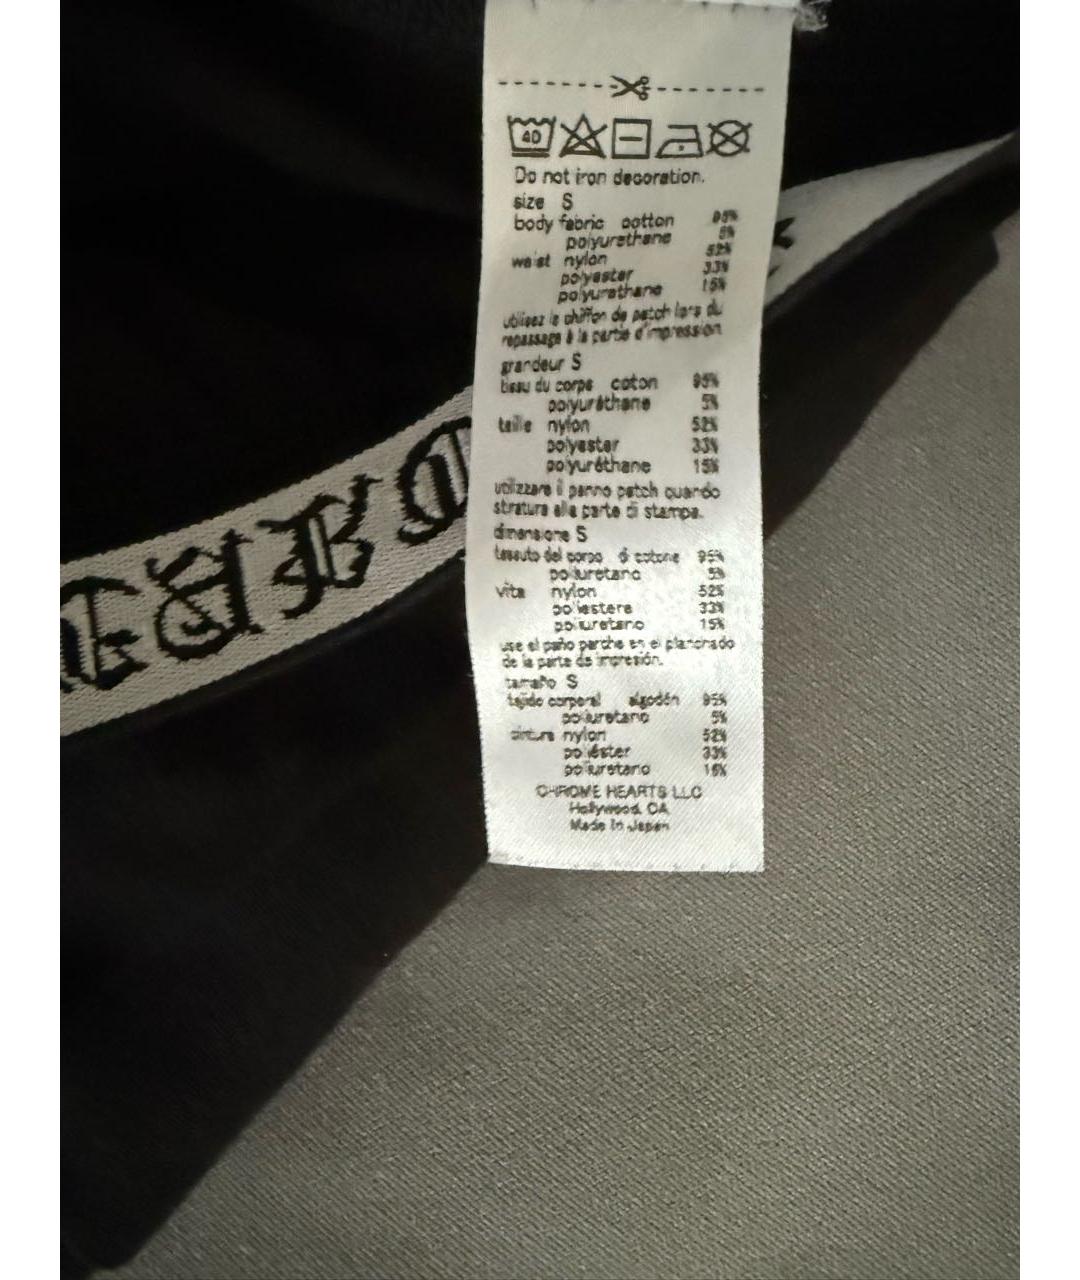 40
Do not iron decoration.
size S
body fabric cotton 95%
polyurethane 5%
waist nylon 52%
polyester 33%
polyurethane 15%
utilisez le chiffon de patch lors du
repassage à la partie d'impression
grandeur S
tissu du corps coton 95%
polyuréthane 5%
taille nylon 52%
polyester 33%
polyuréthane 15%
utilizzare il panno patch quando
stratura alla parte di stampa.
dimensione S
tessuto del corpo di cotone 95%
poliuretano 5%
vita nylon 52%
poliestere 33%
poliuretano 15%
use el paño parche en el planchado
de la parte de impresión.
tamaño S
tejido corporal algodón 95%
poliuretano 5%
cintura nylon 52%
poliéster 33%
poliuretano 15%
CHROME HEARTS LLC
Hollywood, CA
Made In Japan